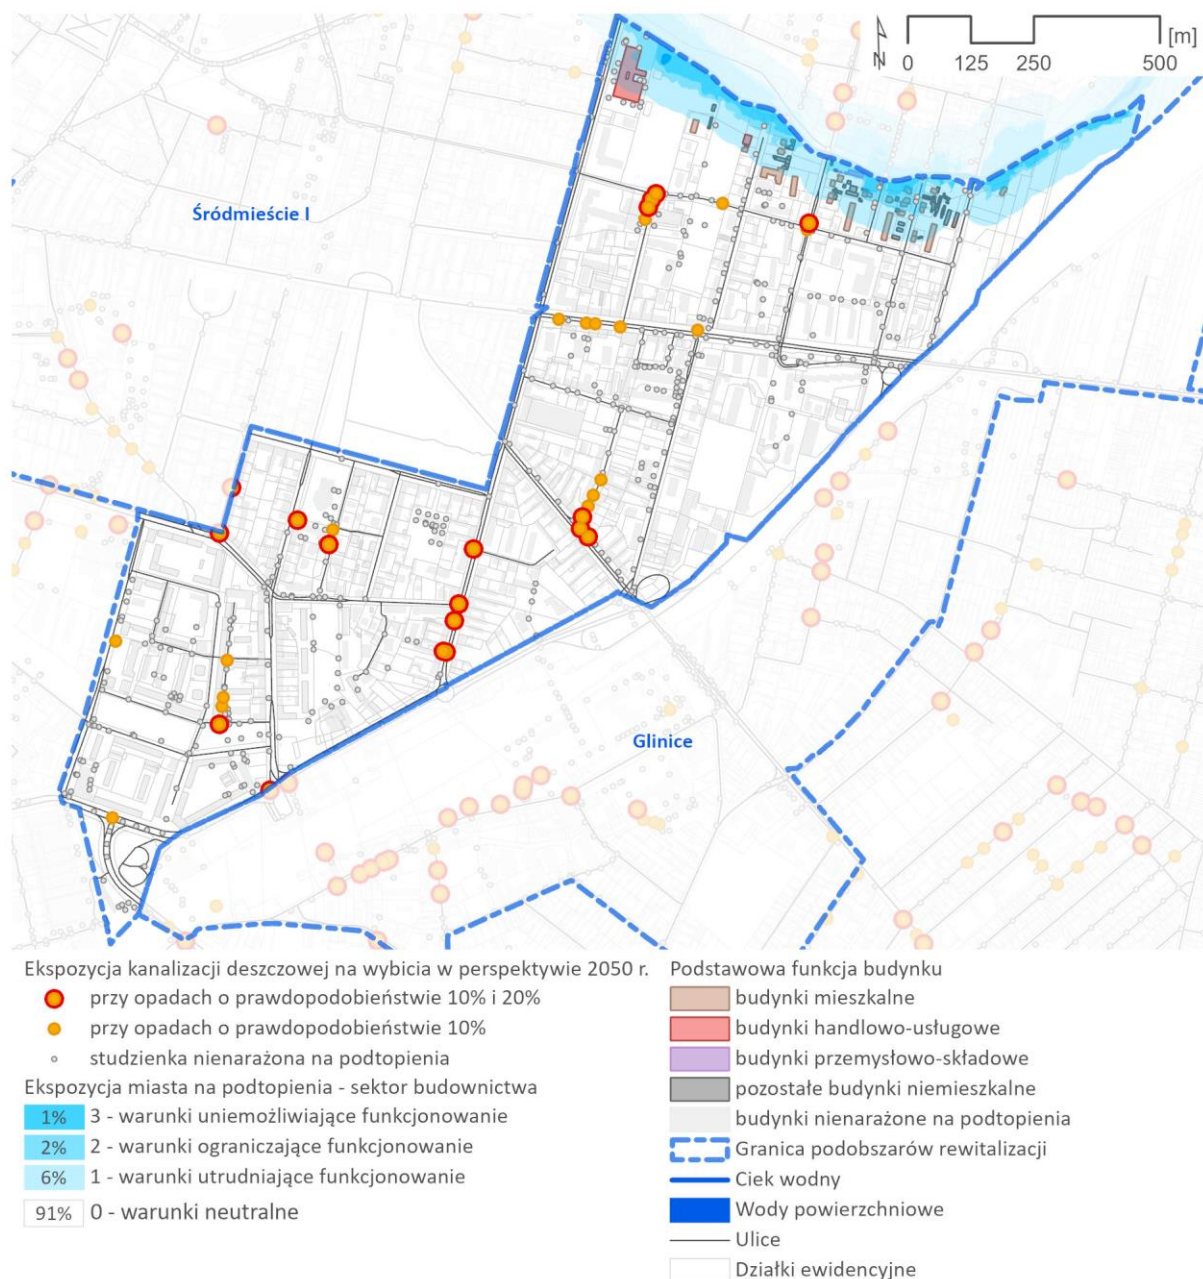 [m]
0 125 250 500
Śródmieście I
Glinice
Ekspozycja kanalizacji deszczowej na wybicia w perspektywie 2050 r.
przy opadach o prawdopodobieństwie 10% i 20%
przy opadach o prawdopodobieństwie 10%
studzienka nienarażona na podtopienia
Ekspozycja miasta na podtopienia - sektor budownictwa
1% 3 - warunki uniemożliwiające funkcjonowanie
2% 2 - warunki ograniczające funkcjonowanie
6% 1 - warunki utrudniające funkcjonowanie
91% 0 - warunki neutralne
Podstawowa funkcja budynku
budynki mieszkalne
budynki handlowo-usługowe
budynki przemysłowo-składowe
pozostałe budynki niemieszkalne
budynki nienarażone na podtopienia
Granica podobszarów rewitalizacji
Ciek wodny
Wody powierzchniowe
Ulice
Działki ewidencyjne